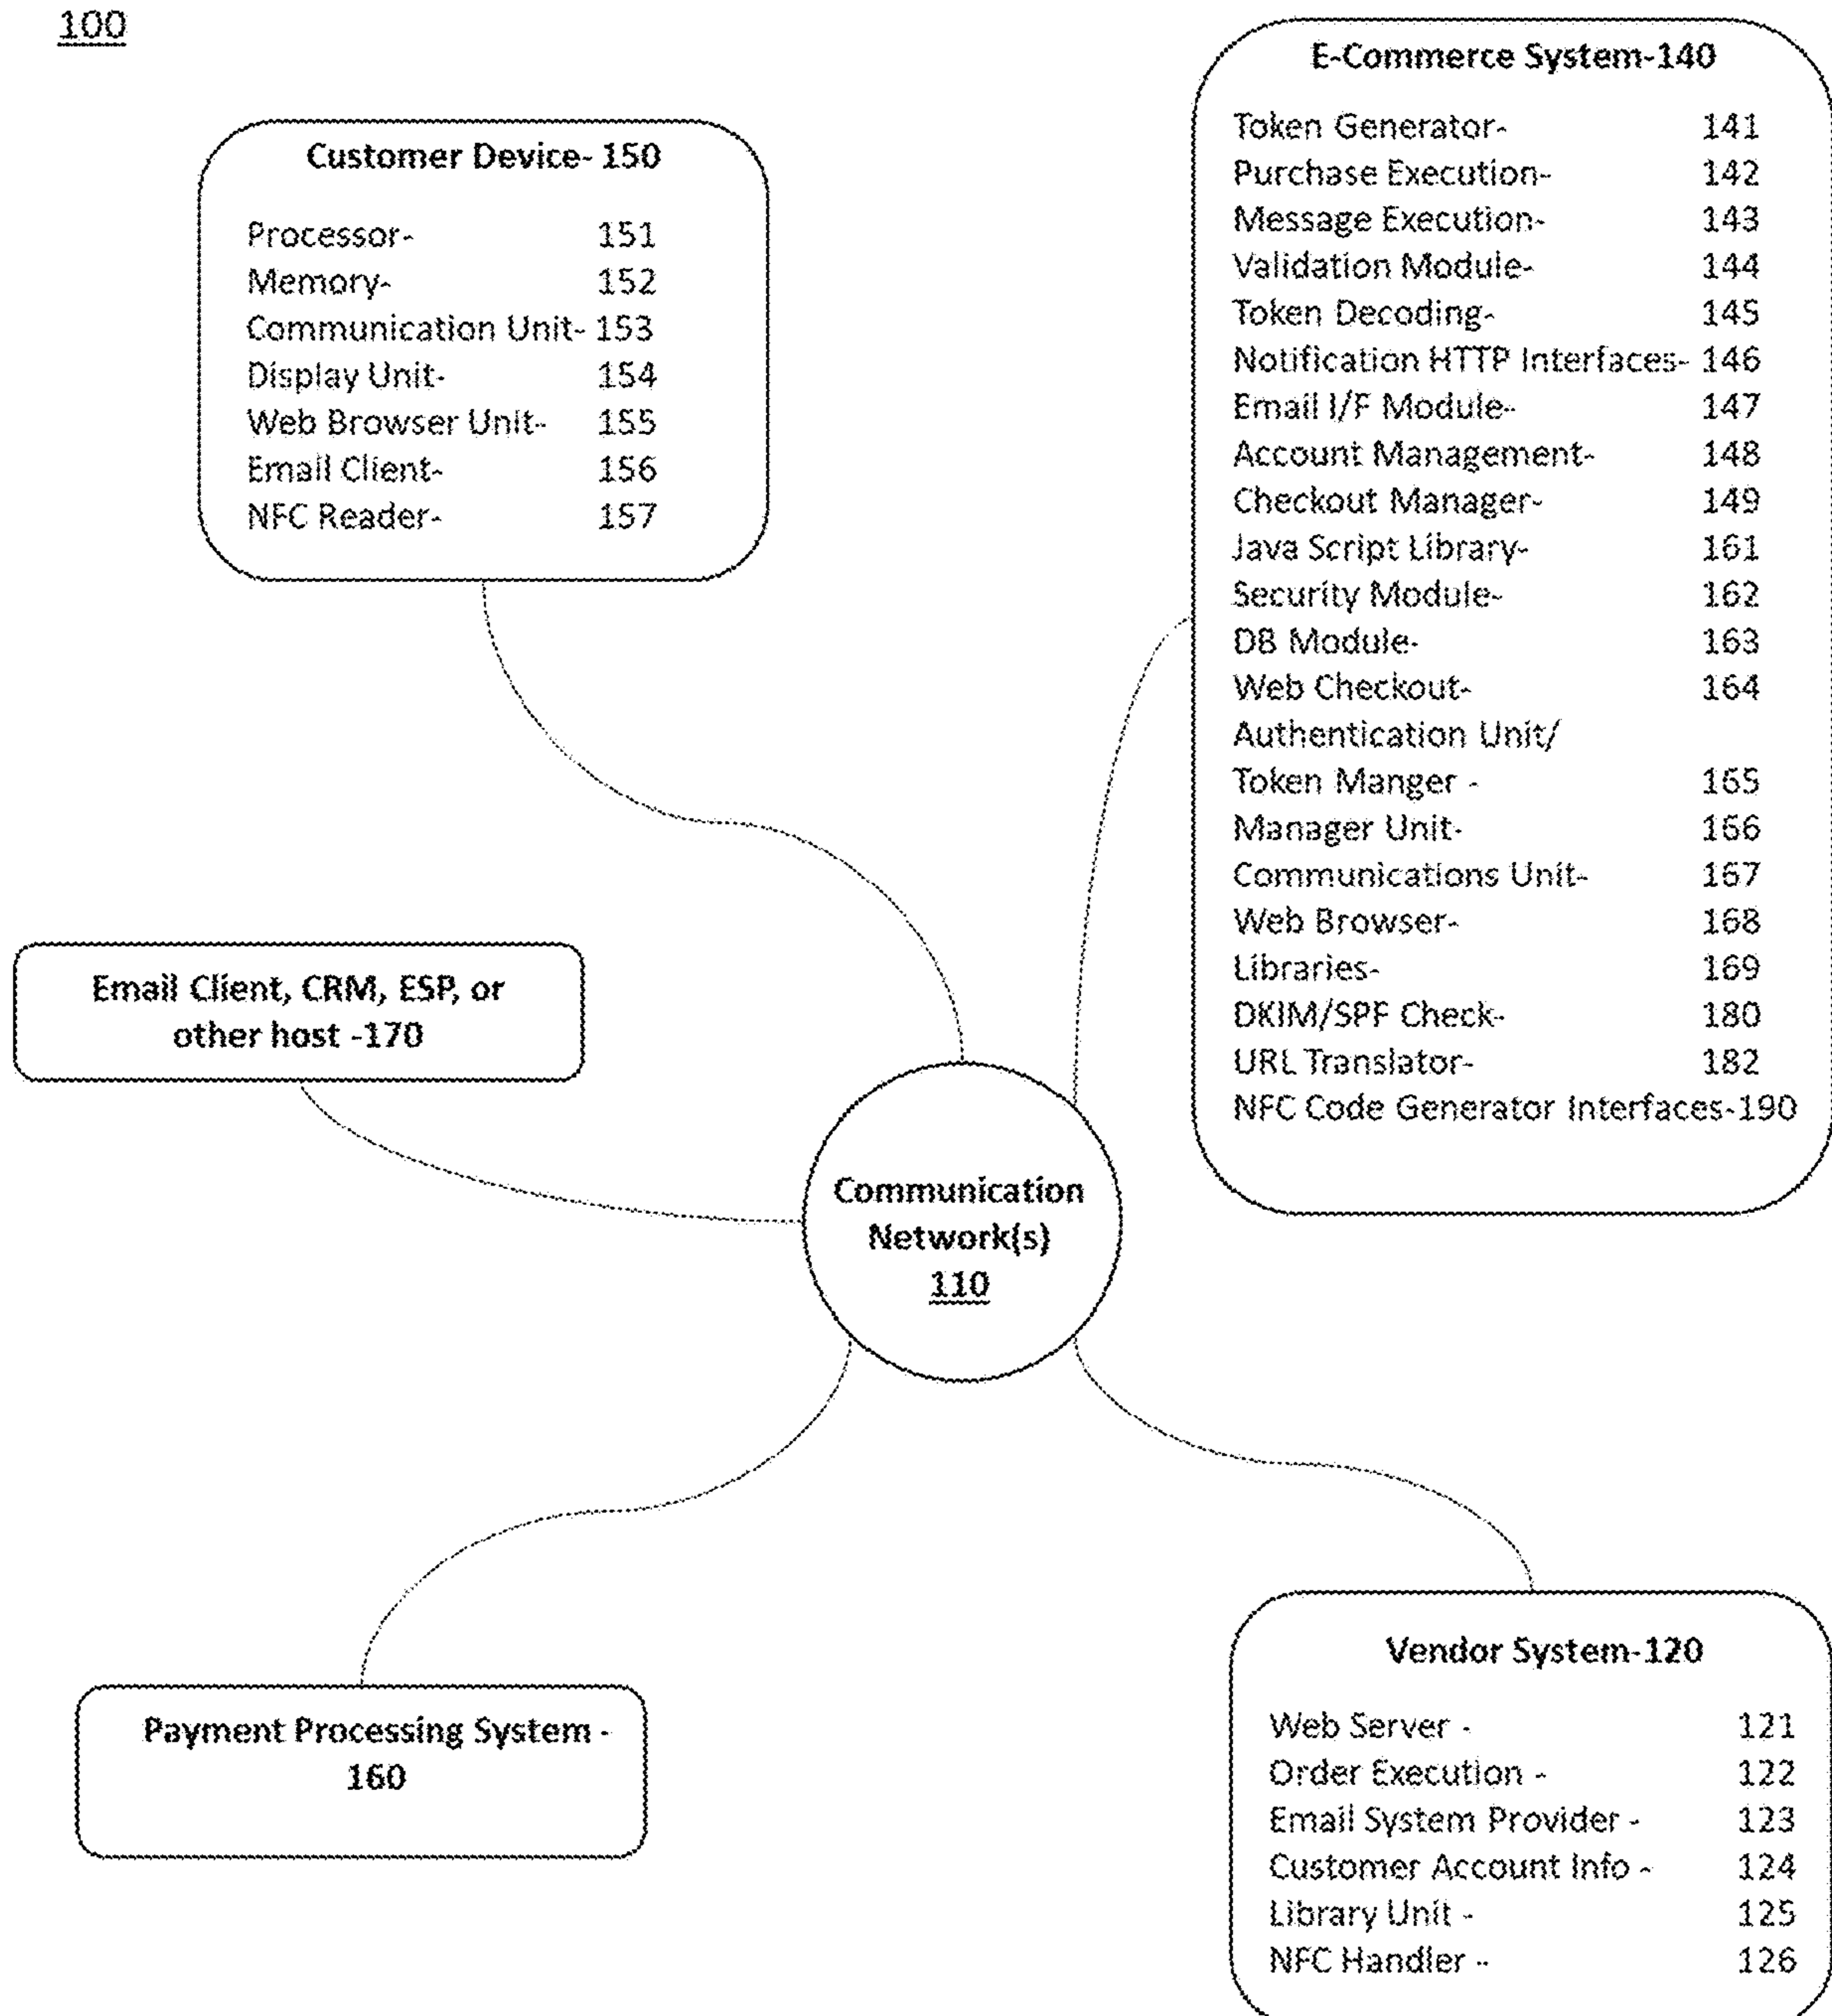 100
Customer Device- 150
Processor- 151
Memory- 152
Communication Unit- 153
Display Unit- 154
Web Browser Unit- 155
Email Client- 156
NFC Reader- 157
E-Commerce System-140
Token Generator- 141
Purchase Execution- 142
Message Execution- 143
Validation Module- 144
Token Decoding- 145
Notification HTTP Interfaces- 146
Email I/F Module- 147
Account Management- 148
Checkout Manager- 149
Java Script Library- 161
Security Module- 162
DB Module- 163
Web Checkout- 164
Authentication Unit/
Token Manger - 165
Manager Unit- 166
Communications Unit- 167
Web Browser- 168
Libraries- 169
DKIM/SPF Check- 180
URL Translator- 182
NFC Code Generator Interfaces-190
Email Client, CRM, ESP, or
other host -170
Communication
Network(s)
110
Payment Processing System -
160
Vendor System-120
Web Server - 121
Order Execution - 122
Email System Provider - 123
Customer Account Info - 124
Library Unit - 125
NFC Handler - 126